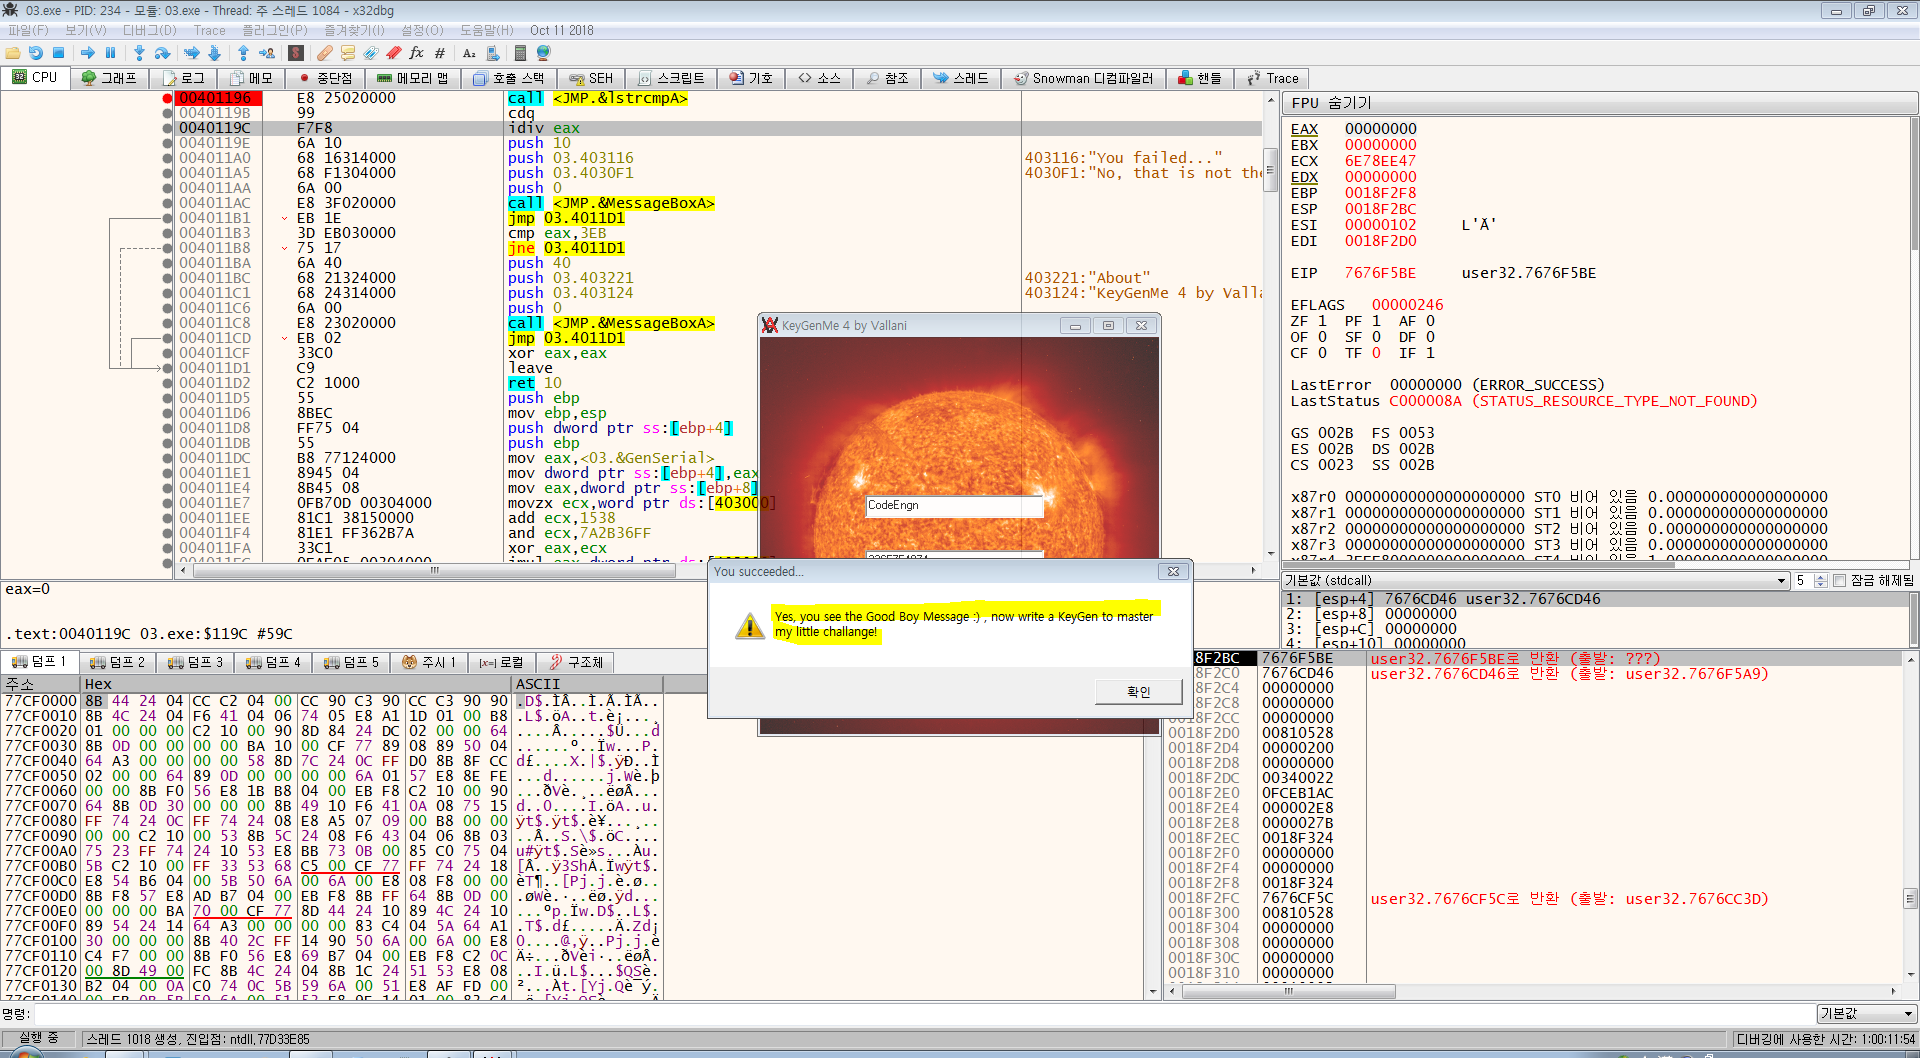 03.exe - PID: 234 - 모듈: 03.exe - Thread: 주 스레드 1084 - x32dbg
파일(F) 보기(V) 디버그(D) Trace 플러그인(P) 즐겨찾기(I) 설정(O) 도움말(H) Oct 11 2018
CPU 그래프 로그 메모 중단점 메모리 맵 호출 스택 SEH 스크립트 기호 소스 참조 스레드 Snowman 디컴파일러 핸들 Trace
00401196 E8 25020000 call <JMP.&lstrcmpA>
0040119B 99 cdq
0040119C F7F8 idiv eax
0040119E 6A 10 push 10
004011A0 68 16314000 push 03.403116 403116:"You failed..."
004011A5 68 F1304000 push 03.4030F1 4030F1:"No, that is not the
004011AA 6A 00 push 0
004011AC E8 3F020000 call <JMP.&MessageBoxA>
004011B1 EB 1E jmp 03.4011D1
004011B3 3D EB030000 cmp eax,3EB
004011B8 75 17 jne 03.4011D1
004011BA 6A 40 push 40
004011BC 68 21324000 push 03.403221 403221:"About"
004011C1 68 24314000 push 03.403124 403124:"KeyGenMe 4 by Valla
004011C6 6A 00 push 0
004011C8 E8 23020000 call <JMP.&MessageBoxA>
004011CD EB 02 jmp 03.4011D1
004011CF 33C0 xor eax,eax
004011D1 C9 leave
004011D2 C2 1000 ret 10
004011D5 55 push ebp
004011D6 8BEC mov ebp,esp
004011D8 FF75 04 push dword ptr ss:[ebp+4]
004011DB 55 push ebp
004011DC B8 77124000 mov eax,<03.&GenSerial>
004011E1 8945 04 mov dword ptr ss:[ebp+4],eax
004011E4 8B45 08 mov eax,dword ptr ss:[ebp+8]
004011E7 0FB70D 00304000 movzx ecx,word ptr ds:[403000]
004011EE 81C1 38150000 add ecx,1538
004011F4 81E1 FF362B7A and ecx,7A2B36FF
004011FA 33C1 xor eax,ecx
FPU 숨기기
EAX 00000000
EBX 00000000
ECX 6E78EE47
EDX 00000000
EBP 0018F2F8
ESP 0018F2BC
ESI 00000102 L'Ă'
EDI 0018F2D0
EIP 7676F5BE user32.7676F5BE
EFLAGS 00000246
ZF 1 PF 1 AF 0
OF 0 SF 0 DF 0
CF 0 TF 0 IF 1
LastError 00000000 (ERROR_SUCCESS)
LastStatus C000008A (STATUS_RESOURCE_TYPE_NOT_FOUND)
GS 002B FS 0053
ES 002B DS 002B
CS 0023 SS 002B
x87r0 00000000000000000000 ST0 비어 있음 0.000000000000000000
x87r1 00000000000000000000 ST1 비어 있음 0.000000000000000000
x87r2 00000000000000000000 ST2 비어 있음 0.000000000000000000
x87r3 00000000000000000000 ST3 비어 있음 0.000000000000000000
KeyGenMe 4 by Vallani
CodeEngn
You succeeded...
Yes, you see the Good Boy Message :) , now write a KeyGen to master
my little challange!
확인
eax=0
.text:0040119C 03.exe:$119C #59C
기본값 (stdcall) 5 잠금 해제됨
1: [esp+4] 7676CD46 user32.7676CD46
2: [esp+8] 00000000
3: [esp+C] 00000000
4: [esp+10] 00000000
덤프 1 덤프 2 덤프 3 덤프 4 덤프 5 주시 1 로컬 구조체
주소 Hex ASCII
77CF0000 8B 44 24 04 CC C2 04 00 CC 90 C3 90 CC C3 90 90
77CF0010 8B 4C 24 04 F6 41 04 06 74 05 E8 A1 1D 01 00 B8
77CF0020 01 00 00 00 C2 10 00 90 8D 84 24 DC 02 00 00 64
77CF0030 8B 0D 00 00 00 00 BA 10 00 CF 77 89 08 89 50 04
77CF0040 64 A3 00 00 00 00 58 8D 7C 24 0C FF D0 8B 8F CC
77CF0050 02 00 00 64 89 0D 00 00 00 00 6A 01 57 E8 8E FE
77CF0060 00 00 8B F0 56 E8 1B B8 04 00 EB F8 C2 10 00 90
77CF0070 64 8B 0D 30 00 00 00 8B 49 10 F6 41 0A 08 75 15
77CF0080 FF 74 24 0C FF 74 24 08 E8 A5 07 09 00 B8 00 00
77CF0090 00 00 C2 10 00 53 8B 5C 24 08 F6 43 04 06 8B 03
77CF00A0 75 23 FF 74 24 10 53 E8 BB 73 0B 00 85 C0 75 04
77CF00B0 5B C2 10 00 FF 33 53 68 C5 00 CF 77 FF 74 24 18
77CF00C0 E8 54 B6 04 00 5B 50 6A 00 6A 00 E8 08 F8 00 00
77CF00D0 8B F8 57 E8 AD B7 04 00 EB F8 8B FF 64 8B 0D 00
77CF00E0 00 00 00 BA 70 00 CF 77 8D 44 24 10 89 4C 24 10
77CF00F0 89 54 24 14 64 A3 00 00 00 00 83 C4 04 5A 64 A1
77CF0100 30 00 00 00 8B 40 2C FF 14 90 50 6A 00 6A 00 E8
77CF0110 C4 F7 00 00 8B F0 56 E8 69 B7 04 00 EB F8 C2 0C
77CF0120 00 8D 49 00 FC 8B 4C 24 04 8B 1C 24 51 53 E8 08
77CF0130 B2 04 00 0A C0 74 0C 5B 59 6A 00 51 E8 AF FD 00
8F2BC 7676F5BE user32.7676F5BE로 반환 (출발: ???)
8F2C0 7676CD46 user32.7676CD46로 반환 (출발: user32.7676F5A9)
8F2C4 00000000
8F2C8 00000000
8F2CC 00000000
0018F2D0 00810528
0018F2D4 00000200
0018F2D8 00000000
0018F2DC 00340022
0018F2E0 0FCEB1AC
0018F2E4 000002E8
0018F2E8 0000027B
0018F2EC 0018F324
0018F2F0 00000000
0018F2F4 00000000
0018F2F8 0018F324
0018F2FC 7676CF5C user32.7676CF5C로 반환 (출발: user32.7676CC3D)
0018F300 00810528
0018F304 00000000
0018F308 00000000
0018F30C 00000000
0018F310 00000000
명령: 기본값
실행 중 스레드 1018 생성, 진입점: ntdll.77D33E85 디버깅에 사용한 시간: 1:00:11:54